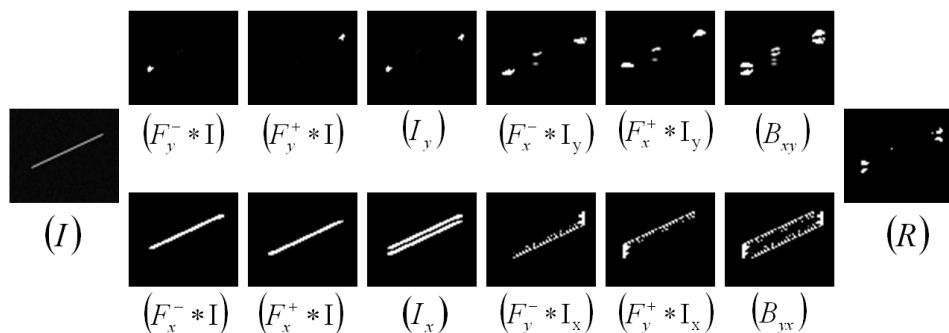 (F_y^- * I) (F_y^+ * I) (I_y) (F_x^- * I_y) (F_x^+ * I_y) (B_xy)
(I) (R)
(F_x^- * I) (F_x^+ * I) (I_x) (F_y^- * I_x) (F_y^+ * I_x) (B_yx)